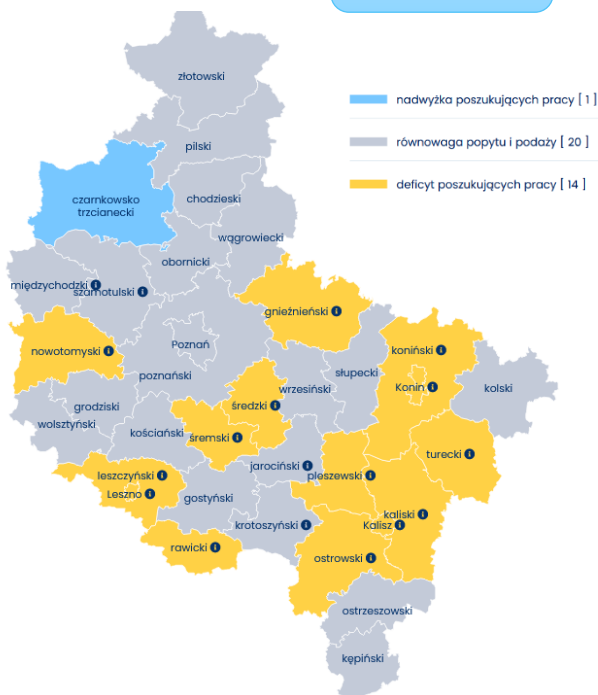 złotowski
nadwyżka poszukujących pracy [ 1 ]
równowaga popytu i podaży [ 20 ]
deficyt poszukujących pracy [ 14 ]
pilski
czarnkowsko
trzcianecki
chodzieski
wągrowiecki
obornicki
międzychodzki
szamotulski
gnieźnieński
nowotomyski
Poznań
koniński
poznański
słupecki
wrzesiński
Konin
kolski
grodziski
średzki
wolsztyński
kościański
śremski
turecki
jarociński
leszczyński
pleszewski
Leszno
gostyński
kaliski
krotoszyński
Kalisz
rawicki
ostrowski
ostrzeszowski
kępiński